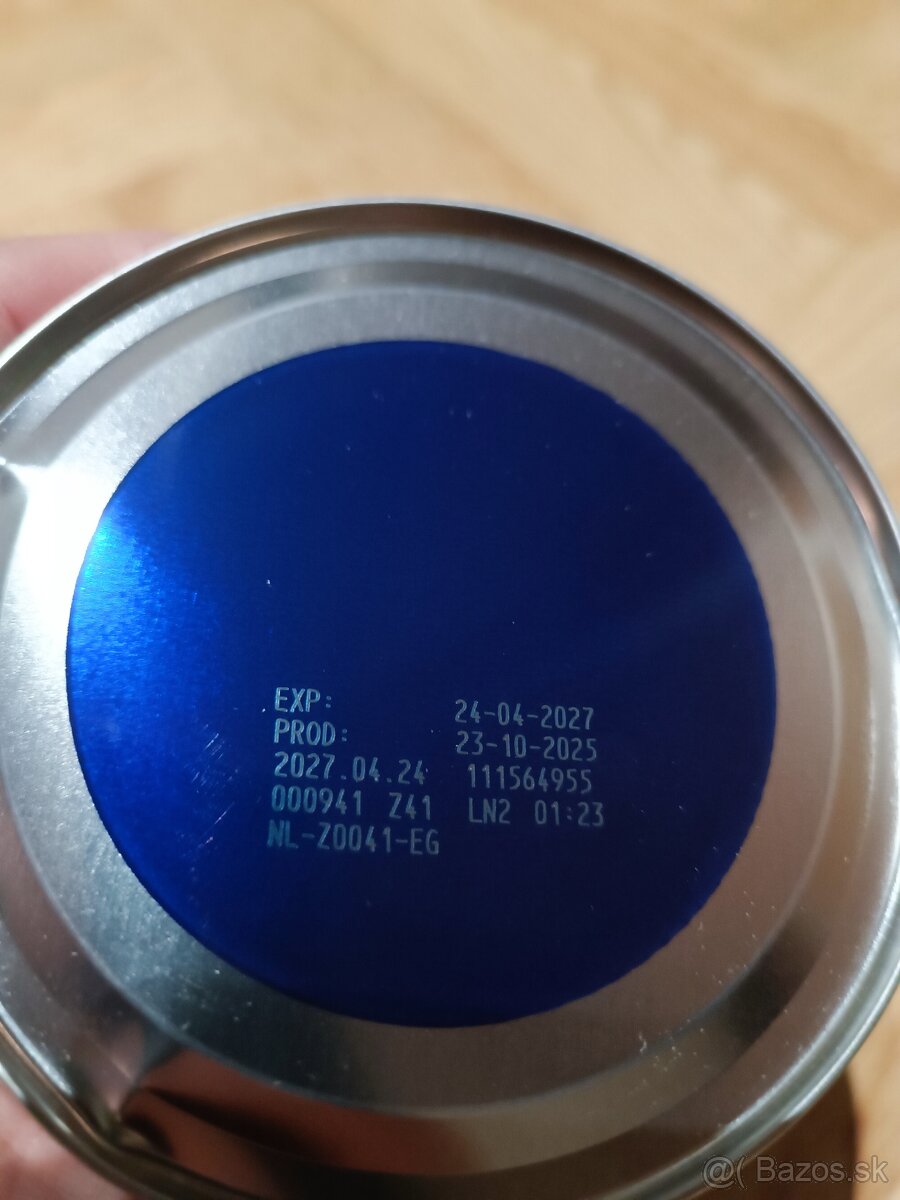 EXP: 24-04-2027
PROD: 23-10-2025
2027.04.24 111564955
000941 Z41 LN2 01:23
NL-Z0041-EG
@( Bazos.sk